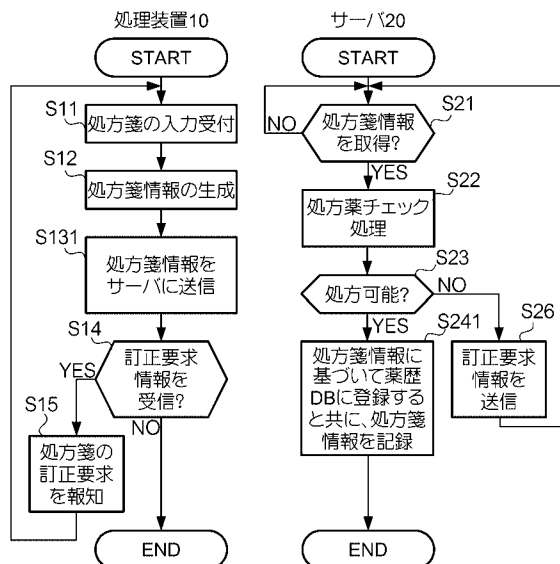 処理装置10
START
S11
処方箋の入力受付
S12
処方箋情報の生成
S131
処方箋情報を
サーバに送信
S14
訂正要求
情報を
受信?
YES
NO
S15
処方箋の
訂正要求
を報知
END
サーバ20
START
S21
処方箋情報
を取得?
NO
YES
S22
処方薬チェック
処理
S23
処方可能?
NO
YES
S241
処方箋情報に
基づいて薬歴
DBに登録する
と共に、処方箋
情報を記録
S26
訂正要求
情報を
送信
END